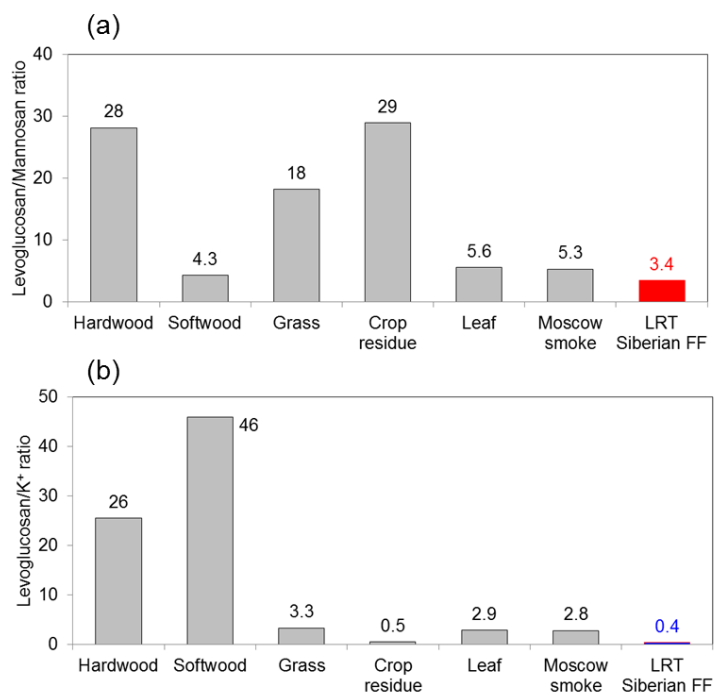 (a)
Levoglucosan/Mannosan ratio
40
30
20
10
0
28
4.3
18
29
5.6
5.3
3.4
Hardwood
Softwood
Grass
Crop
residue
Leaf
Moscow
smoke
LRT
Siberian FF
(b)
Levoglucosan/K⁺ ratio
50
40
30
20
10
0
26
46
3.3
0.5
2.9
2.8
0.4
Hardwood
Softwood
Grass
Crop
residue
Leaf
Moscow
smoke
LRT
Siberian FF